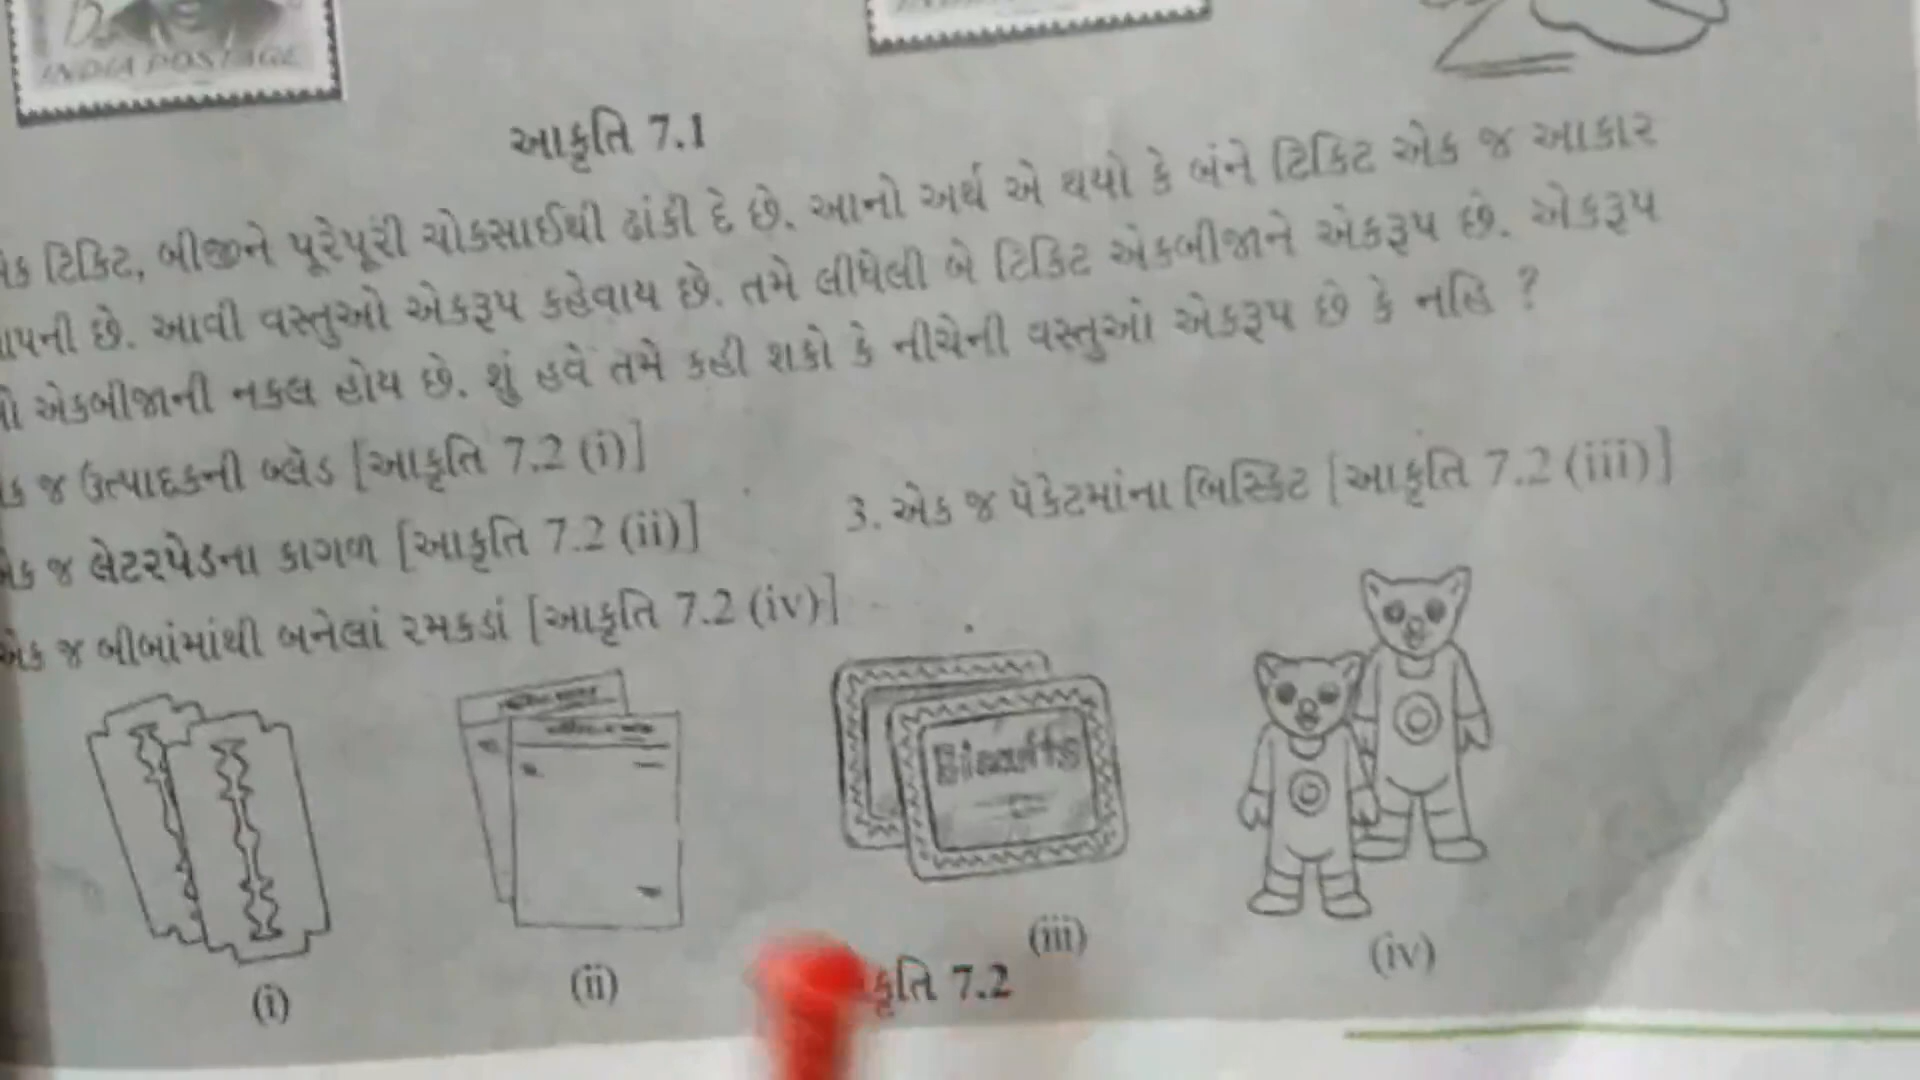 INDIA POSTAGE
આકૃતિ 7.1
ટિકિટ, બીજીને પૂરેપૂરી ચોકસાઈથી ઢાંકી દે છે. આનો અર્થ એ થયો કે બંને ટિકિટ એક જ આકાર
છે. આવી વસ્તુઓ એકરૂપ કહેવાય છે. તમે લીધેલી બે ટિકિટ એકબીજાને એકરૂપ છે. એકરૂપ
એકબીજાની નકલ હોય છે. શું હવે તમે કહી શકો કે નીચેની વસ્તુઓ એકરૂપ છે કે નહિ ?
જ ઉત્પાદકની બ્લેડ [આકૃતિ 7.2 (i)]
જ લેટરપેડના કાગળ [આકૃતિ 7.2 (ii)]
3. એક જ પૅકેટમાંના બિસ્કિટ [આકૃતિ 7.2 (iii)]
જ બીબાંમાંથી બનેલાં રમકડાં [આકૃતિ 7.2 (iv)]
Biscuits
(i)
(ii)
(iii)
(iv)
કૃતિ 7.2